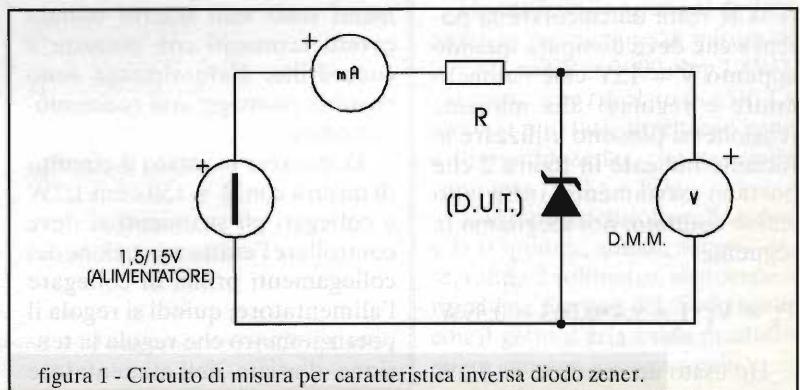 +
mA
R
+
+
(D.U.T.)
V
D.M.M.
1,5/15V
(ALIMENTATORE)
figura 1 - Circuito di misura per caratteristica inversa diodo zener.